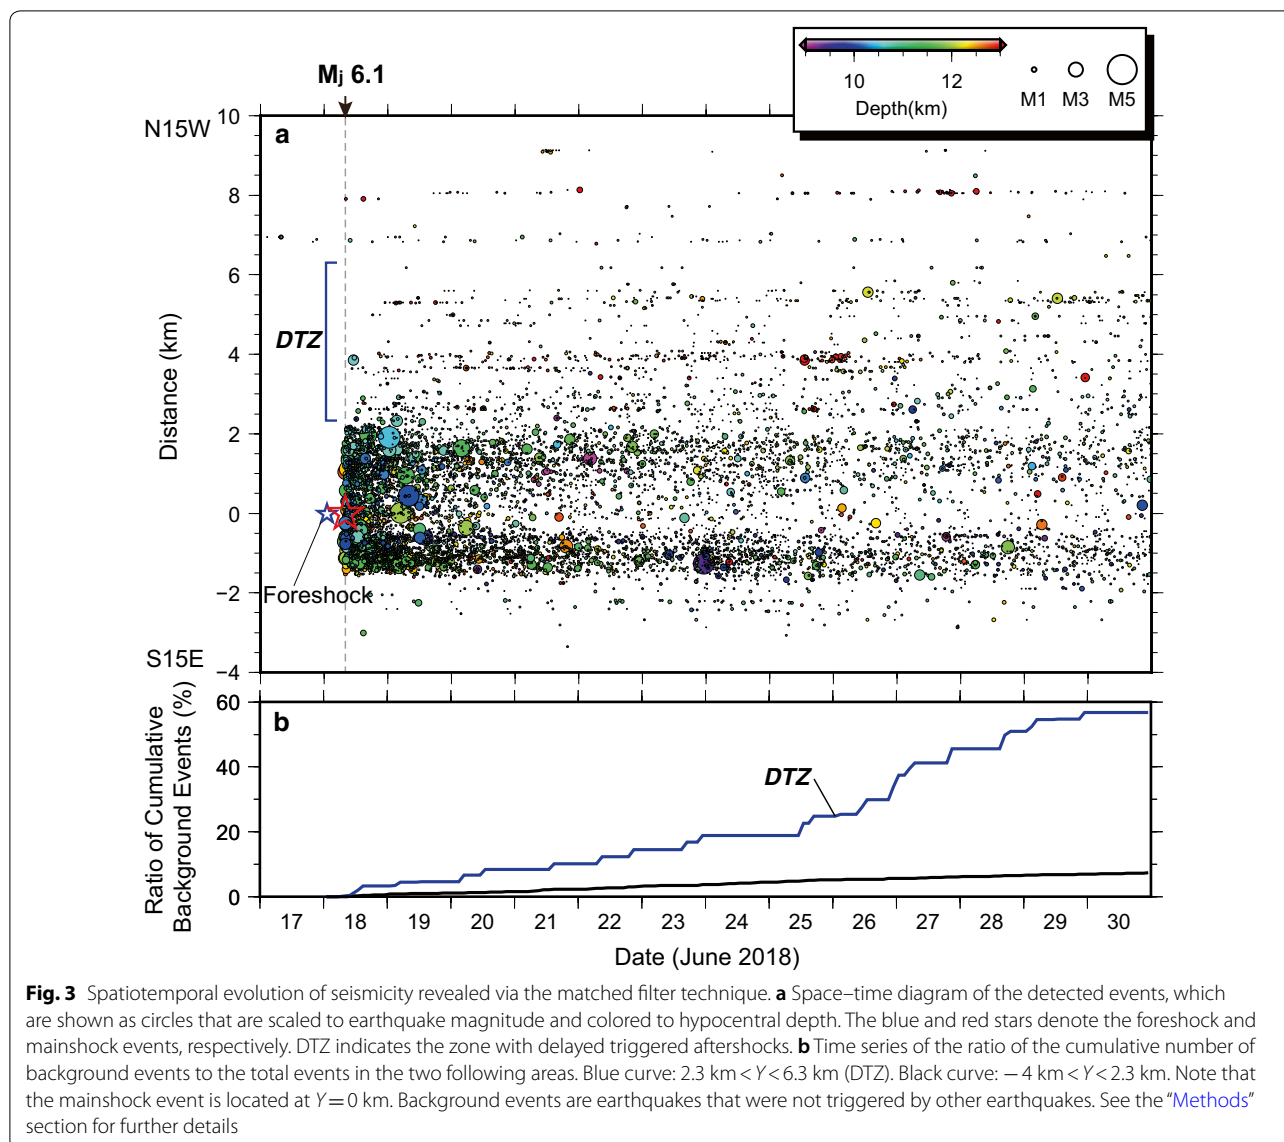 Mj 6.1
10
12
Depth(km)
M1
M3
M5
N15W
10
a
8
6
DTZ
4
Distance (km)
2
0
Foreshock
−2
S15E
−4
60
b
40
DTZ
20
0
Ratio of Cumulative
Background Events (%)
17 18 19 20 21 22 23 24 25 26 27 28 29 30
Date (June 2018)
Fig. 3 Spatiotemporal evolution of seismicity revealed via the matched filter technique. a Space–time diagram of the detected events, which
are shown as circles that are scaled to earthquake magnitude and colored to hypocentral depth. The blue and red stars denote the foreshock and
mainshock events, respectively. DTZ indicates the zone with delayed triggered aftershocks. b Time series of the ratio of the cumulative number of
background events to the total events in the two following areas. Blue curve: 2.3 km < Y < 6.3 km (DTZ). Black curve: − 4 km < Y < 2.3 km. Note that
the mainshock event is located at Y = 0 km. Background events are earthquakes that were not triggered by other earthquakes. See the “Methods”
section for further details